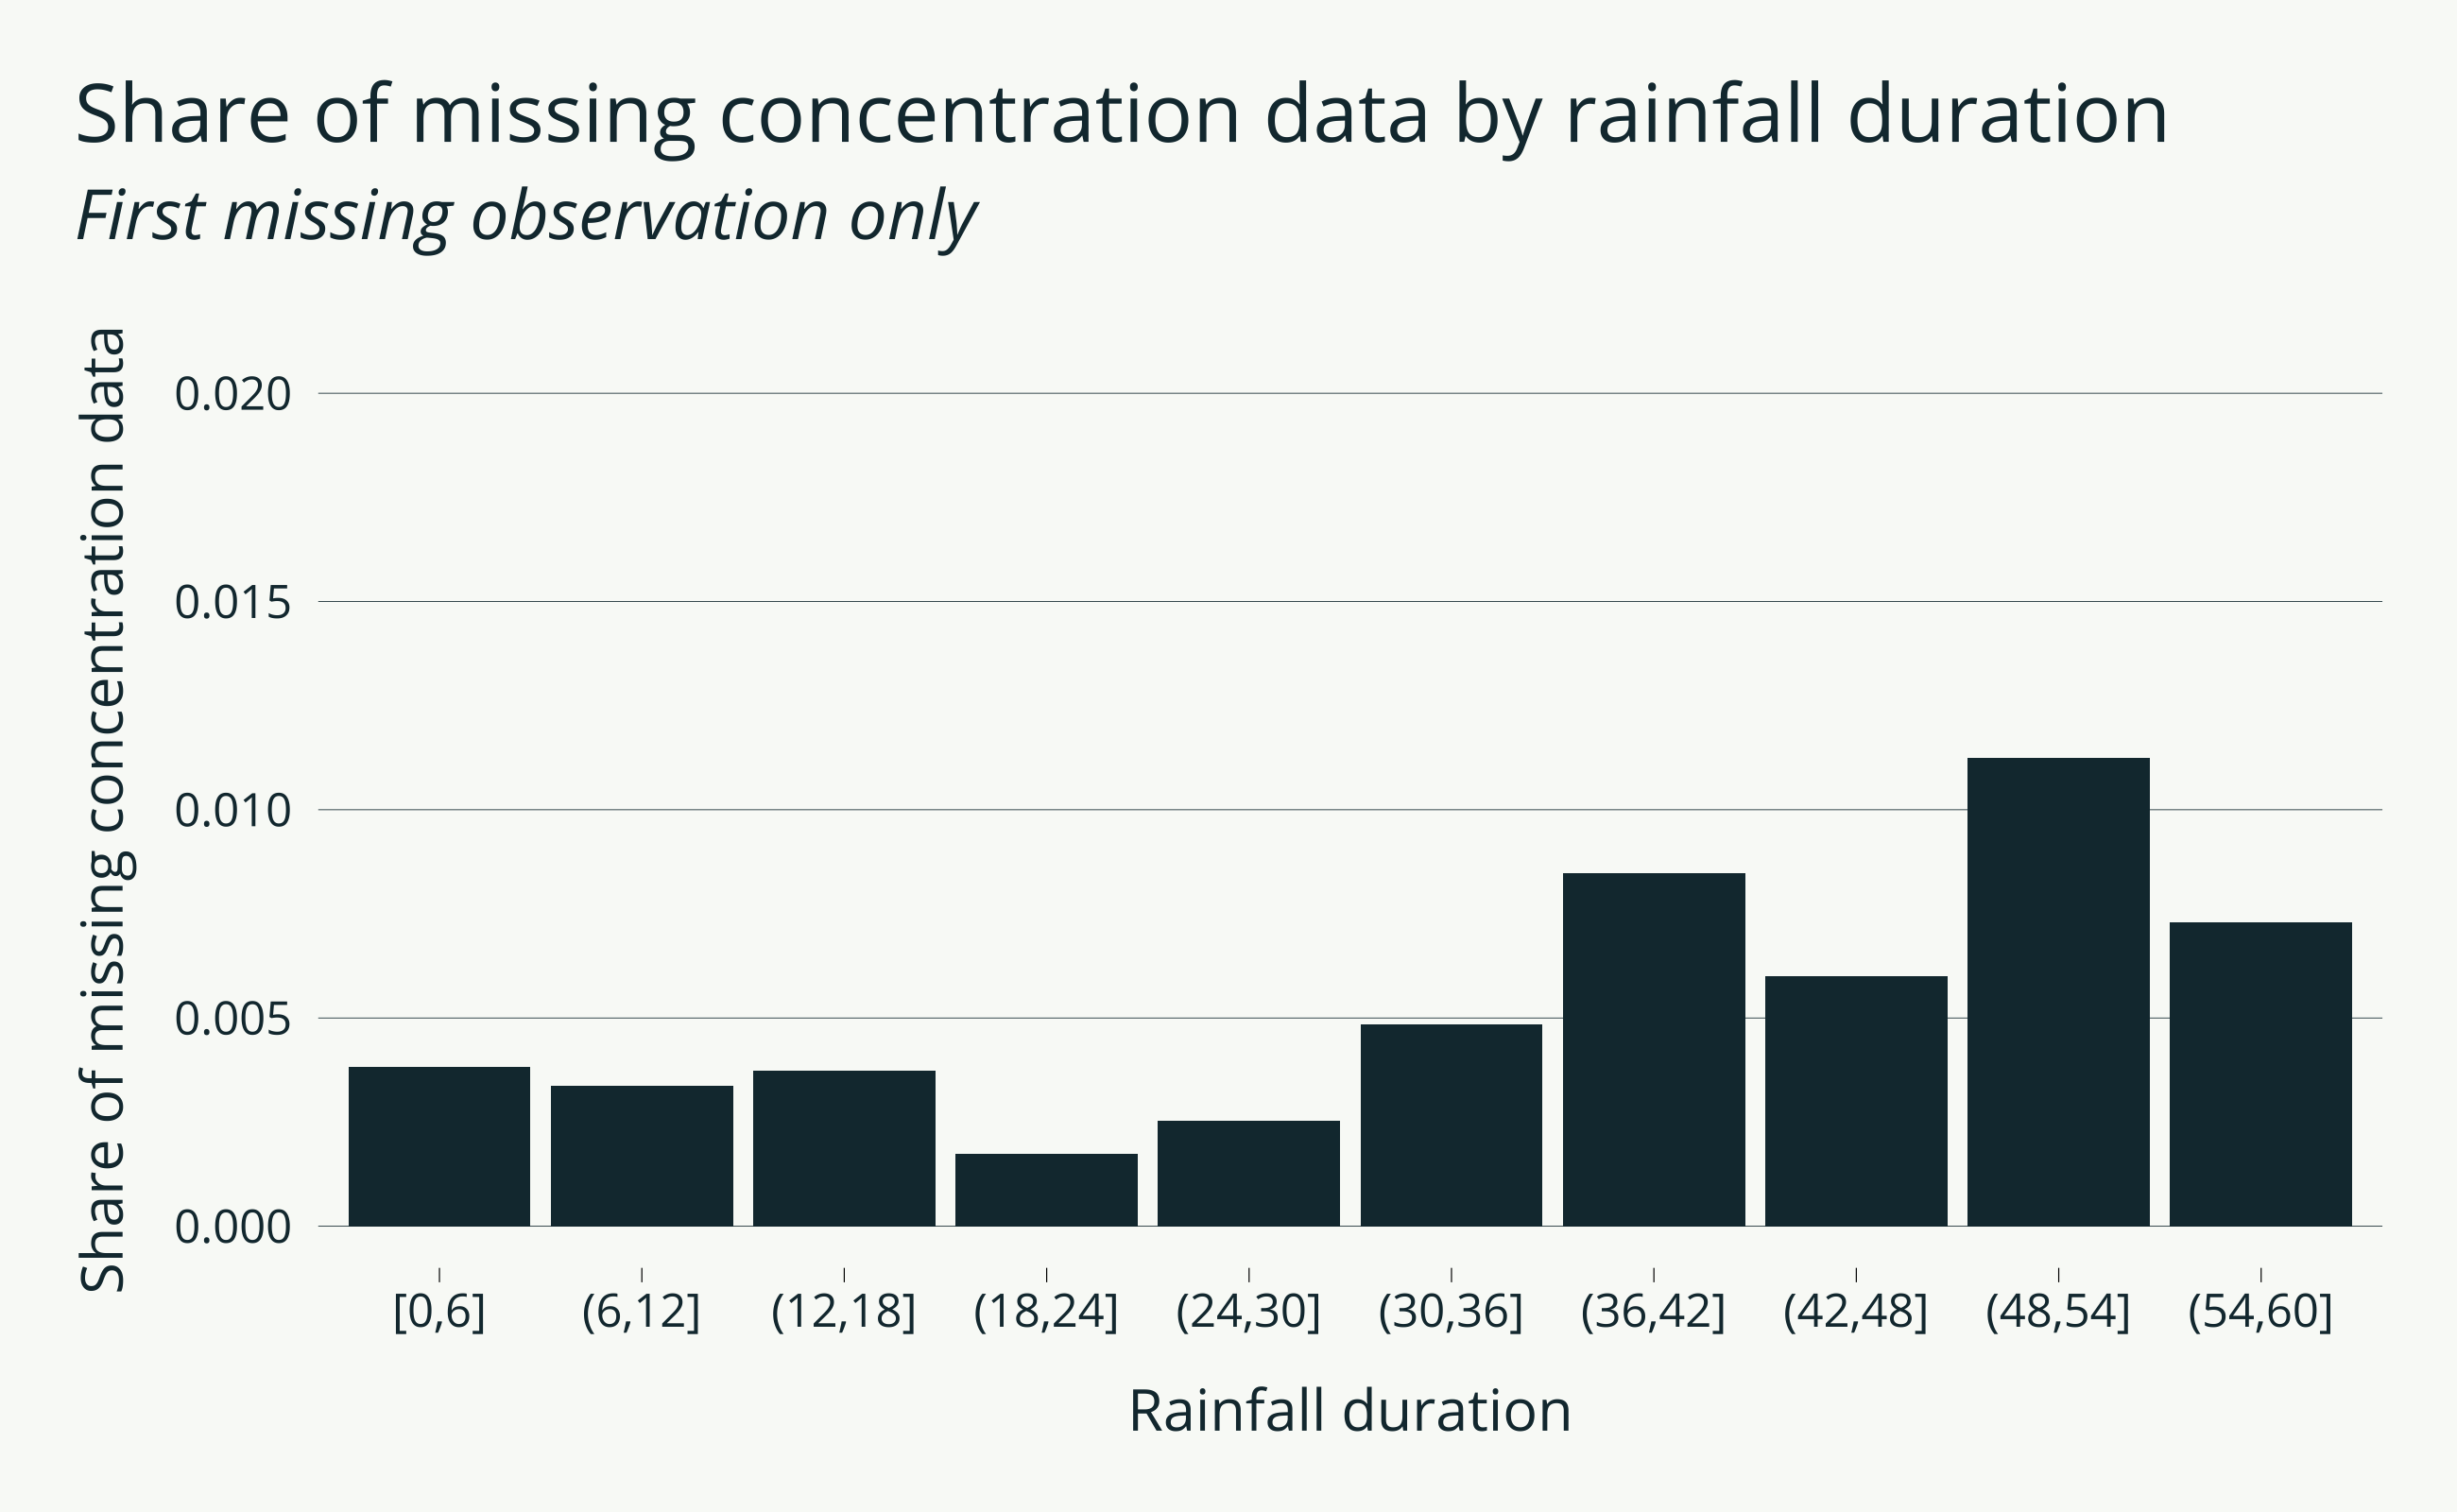 Share of missing concentration data by rainfall duration
First missing observation only
Share of missing concentration data
0.020
0.015
0.010
0.005
0.000
[0,6] (6,12] (12,18] (18,24] (24,30] (30,36] (36,42] (42,48] (48,54] (54,60]
Rainfall duration